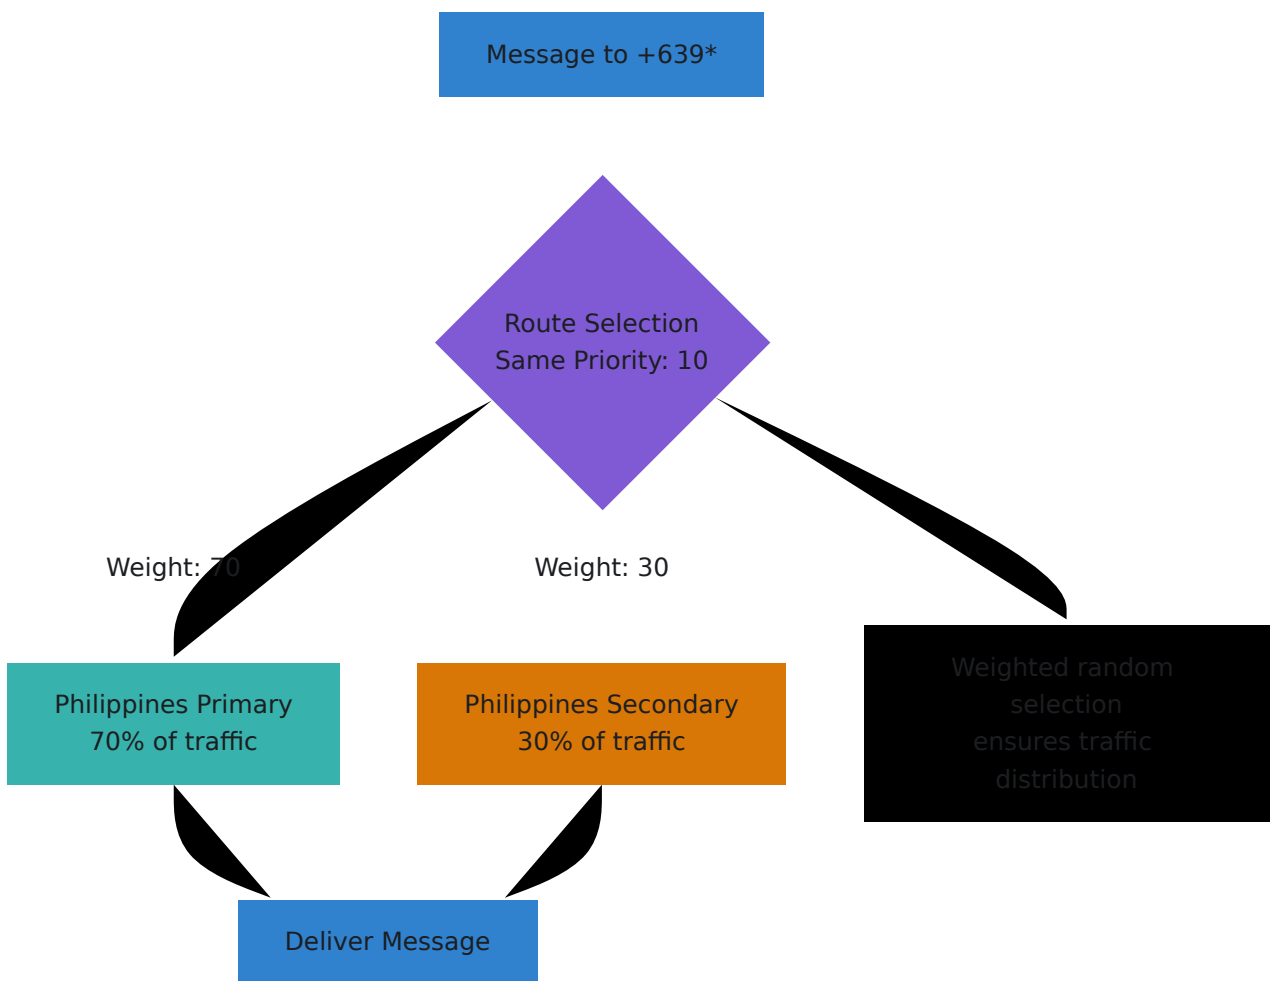 Message to +639*
Route Selection
Same Priority: 10
Weight: 70
Weight: 30
Philippines Primary
70% of traffic
Philippines Secondary
30% of traffic
Weighted random
selection
ensures traffic
distribution
Deliver Message